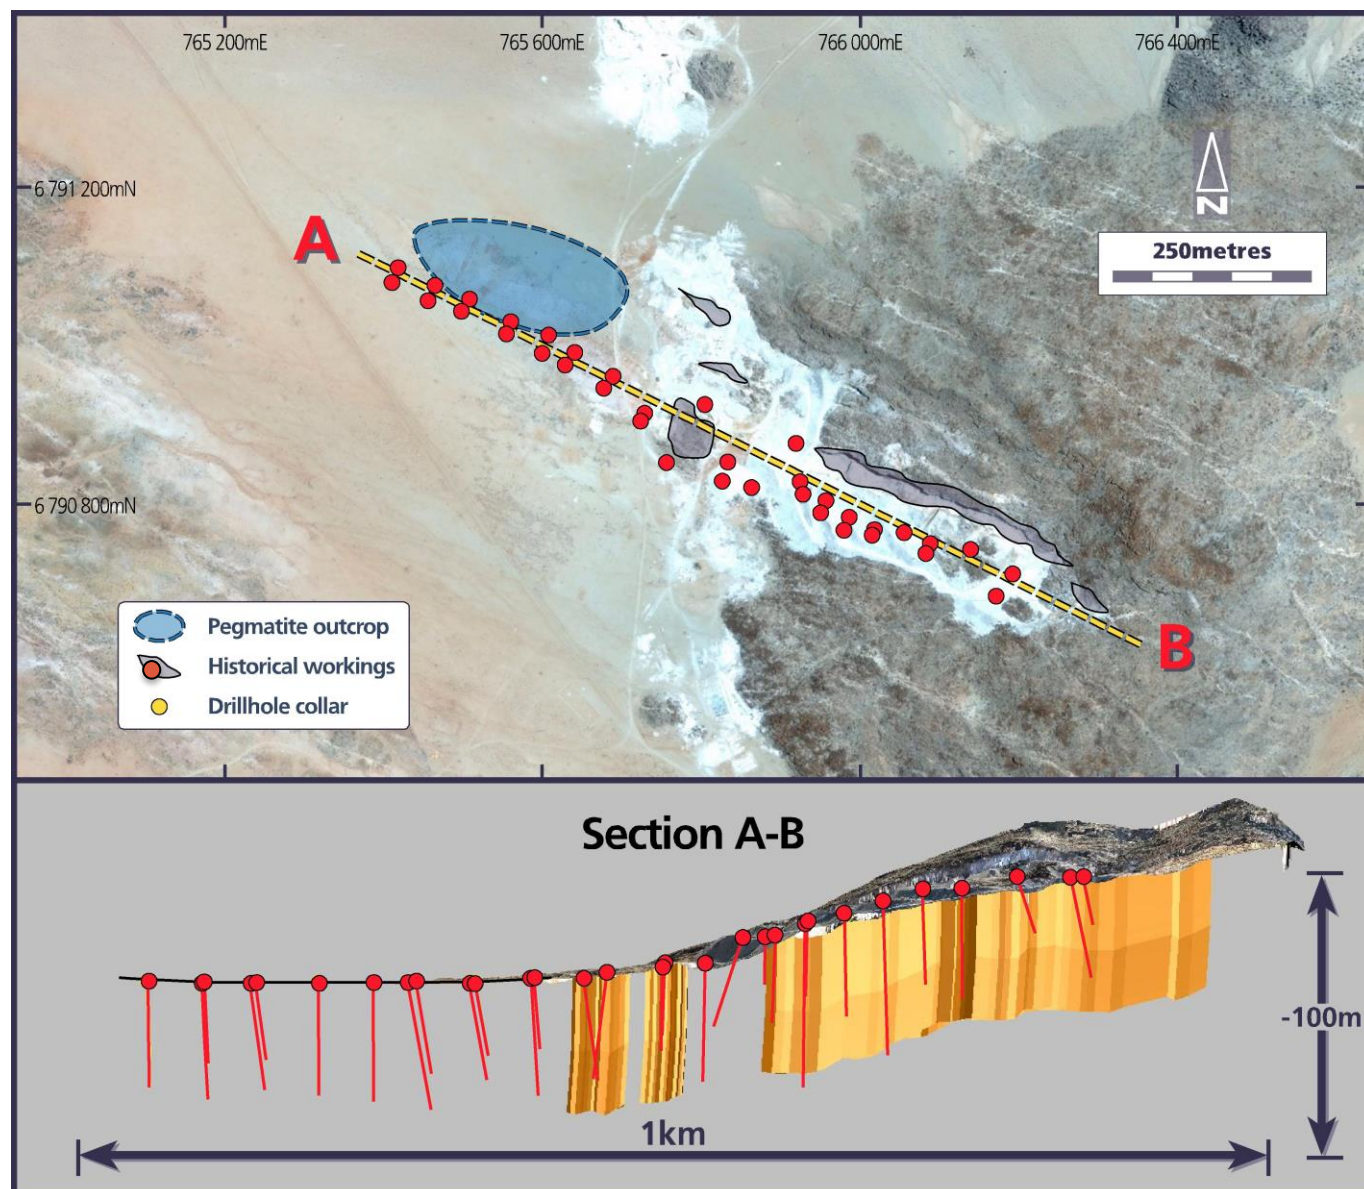 765 200mE
765 600mE
766 000mE
766 400mE
6 791 200mN
A
N
250metres
6 790 800mN
B
Pegmatite outcrop
Historical workings
Drillhole collar
Section A-B
-100m
1km